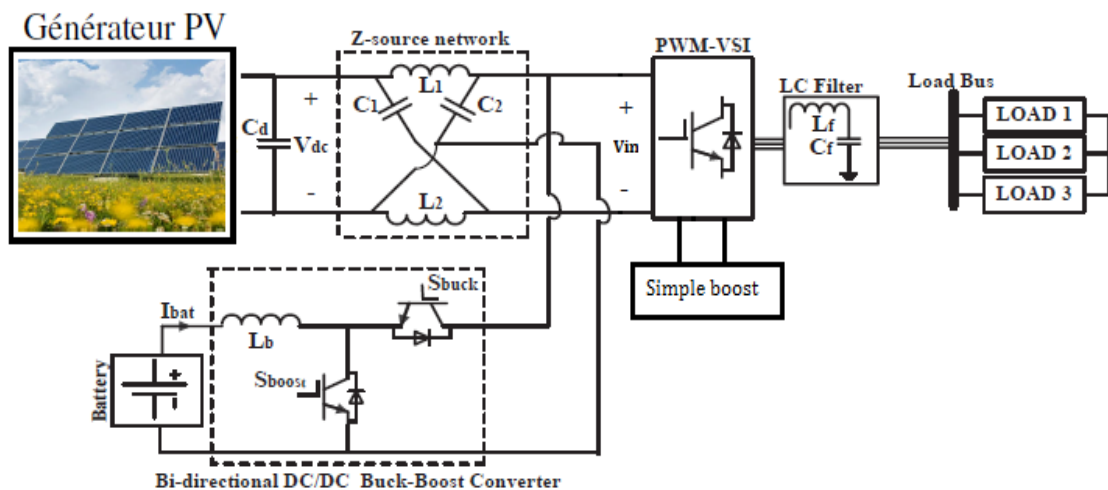 Générateur PV
Z-source network
PWM-VSI
LC Filter
Load Bus
L1
C1
C2
+
Cd
Vdc
-
L2
+
Vin
-
Lf
Cf
LOAD 1
LOAD 2
LOAD 3
Simple boost
Sbuck
Ibat
Lb
Sboost
Battery
+
Bi-directional DC/DC Buck-Boost Converter